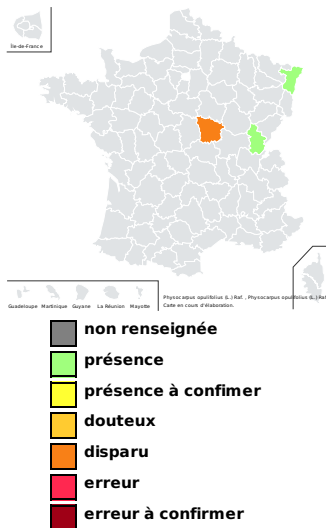 Île-de-France
Guadeloupe Martinique Guyane La Réunion Mayotte
Physocarpus opulifolius (L.) Raf. , Physocarpus opulifolius (L.) Raf
Carte en cours d'élaboration.
non renseignée
présence
présence à confimer
douteux
disparu
erreur
erreur à confirmer